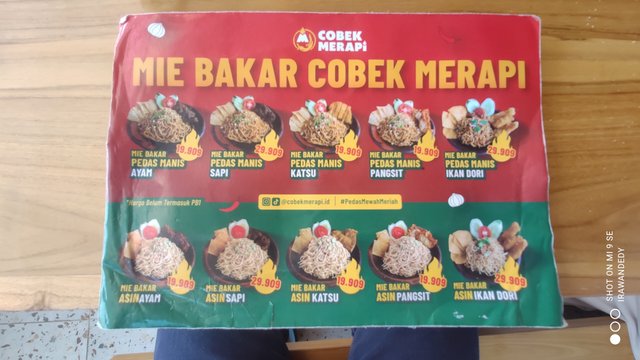 COBEK
MERAPI
MIE BAKAR COBEK MERAPI
19.909 29.909 19.909 19.909 29.909
MIE BAKAR MIE BAKAR MIE BAKAR MIE BAKAR MIE BAKAR
PEDAS MANIS PEDAS MANIS PEDAS MANIS PEDAS MANIS PEDAS MANIS
AYAM SAPI KATSU PANGSIT IKAN DORI
*Harga Belum Termasuk PB1
@cobekmerapi.id #PedasMewahMeriah
19.909 29.909 19.909 19.909 29.909
MIE BAKAR MIE BAKAR MIE BAKAR MIE BAKAR MIE BAKAR
ASIN AYAM ASIN SAPI ASIN KATSU ASIN PANGSIT ASIN IKAN DORI
SHOT ON MI 9 SE
IRAWANDEDY